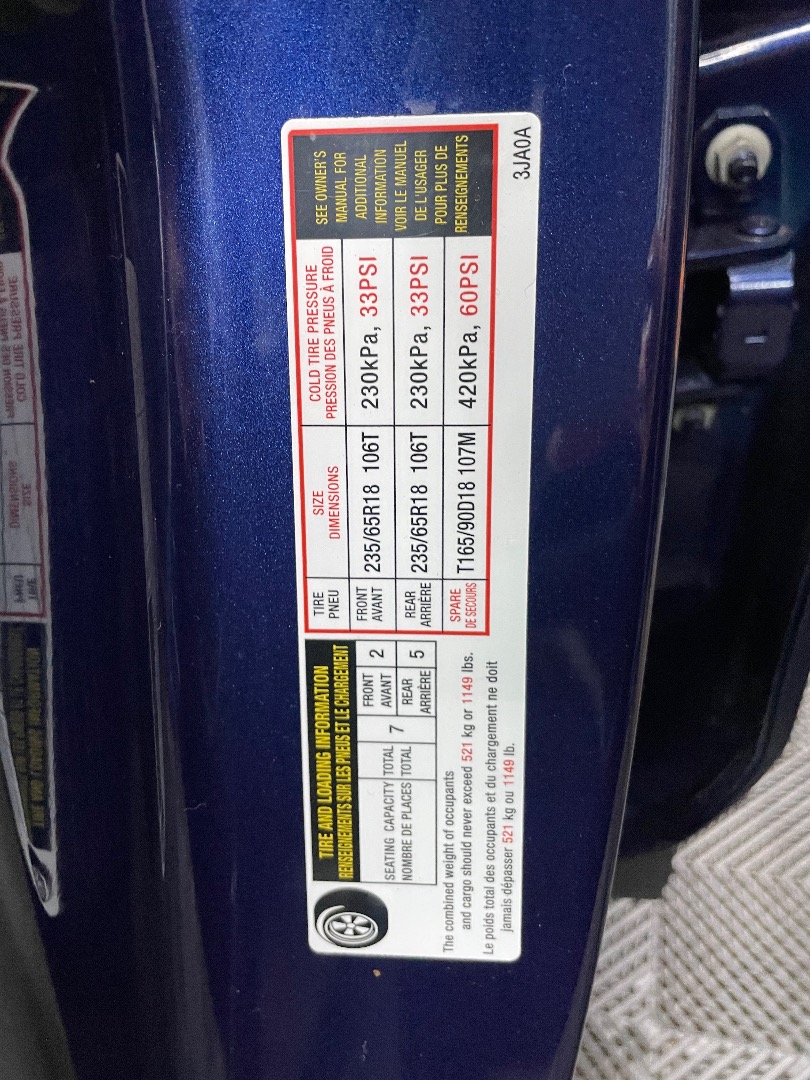 TIRE AND LOADING INFORMATION
RENSEIGNEMENTS SUR LES PNEUS ET LE CHARGEMENT
SEATING CAPACITY TOTAL 7 FRONT 2 REAR 5
NOMBRE DE PLACES TOTAL AVANT ARRIÈRE
The combined weight of occupants
and cargo should never exceed 521 kg or 1149 lbs.
Le poids total des occupants et du chargement ne doit
jamais dépasser 521 kg ou 1149 lb.
TIRE SIZE COLD TIRE PRESSURE
PNEU DIMENSIONS PRESSION DES PNEUS À FROID
FRONT 235/65R18 106T 230kPa, 33PSI
AVANT
REAR 235/65R18 106T 230kPa, 33PSI
ARRIÈRE
SPARE T165/90D18 107M 420kPa, 60PSI
DE SECOURS
SEE OWNER'S
MANUAL FOR
ADDITIONAL
INFORMATION
VOIR LE MANUEL
DE L'USAGER
POUR PLUS DE
RENSEIGNEMENTS
3JA0A